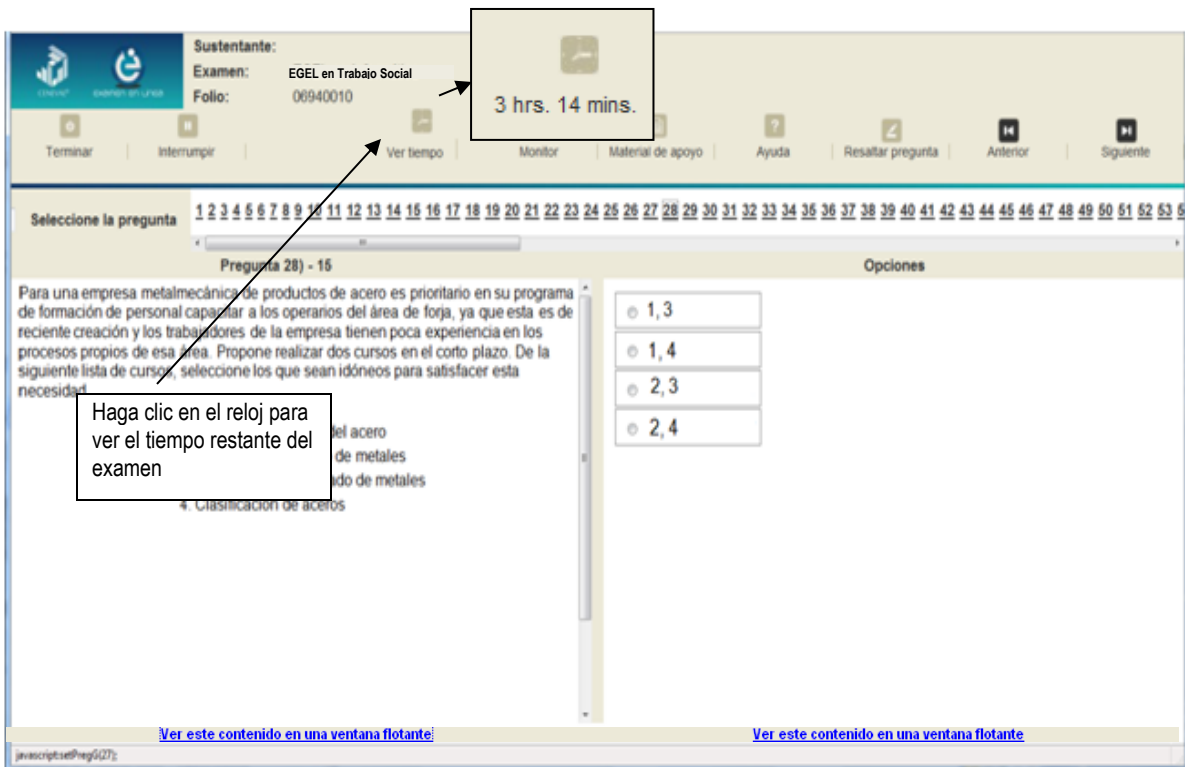 Sustentante:
Examen: EGEL en Trabajo Social
Folio: 06940010
3 hrs. 14 mins.
Terminar
Interrumpir
Ver tiempo
Monitor
Material de apoyo
Ayuda
Resaltar pregunta
Anterior
Siguiente
Seleccione la pregunta
1 2 3 4 5 6 7 8 9 10 11 12 13 14 15 16 17 18 19 20 21 22 23 24 25 26 27 28 29 30 31 32 33 34 35 36 37 38 39 40 41 42 43 44 45 46 47 48 49 50 51 52 53 5
Pregunta 28) - 15
Opciones
Para una empresa metalmecánica de productos de acero es prioritario en su programa
de formación de personal capacitar a los operarios del área de forja, ya que esta es de
reciente creación y los trabajadores de la empresa tienen poca experiencia en los
procesos propios de esa área. Propone realizar dos cursos en el corto plazo. De la
siguiente lista de cursos, seleccione los que sean idóneos para satisfacer esta
necesidad
Haga clic en el reloj para
ver el tiempo restante del
examen
del acero
de metales
ado de metales
4. Clasificación de aceros
1, 3
1, 4
2, 3
2, 4
Ver este contenido en una ventana flotante
Ver este contenido en una ventana flotante
javascript:setPregG(27);